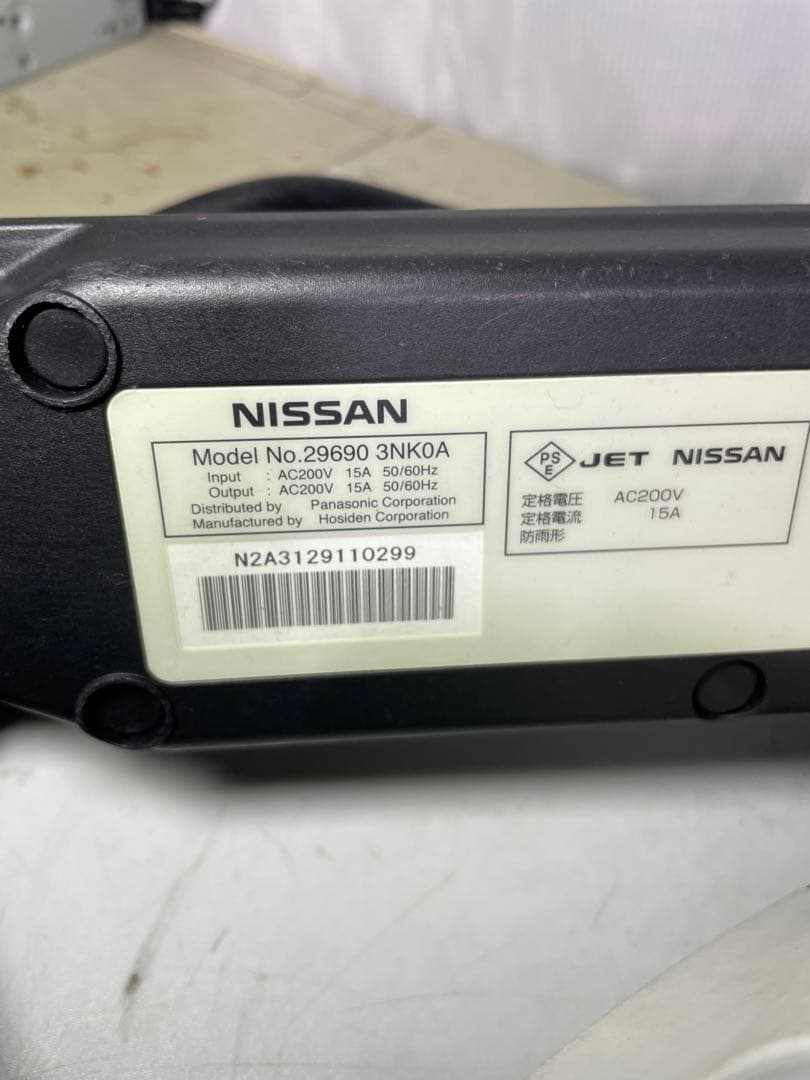 NISSAN
Model No.29690 3NK0A
Input : AC200V 15A 50/60Hz
Output : AC200V 15A 50/60Hz
Distributed by Panasonic Corporation
Manufactured by Hosiden Corporation
N2A3129110299
PS
E
JET NISSAN
定格電圧 AC200V
定格電流 15A
防雨形